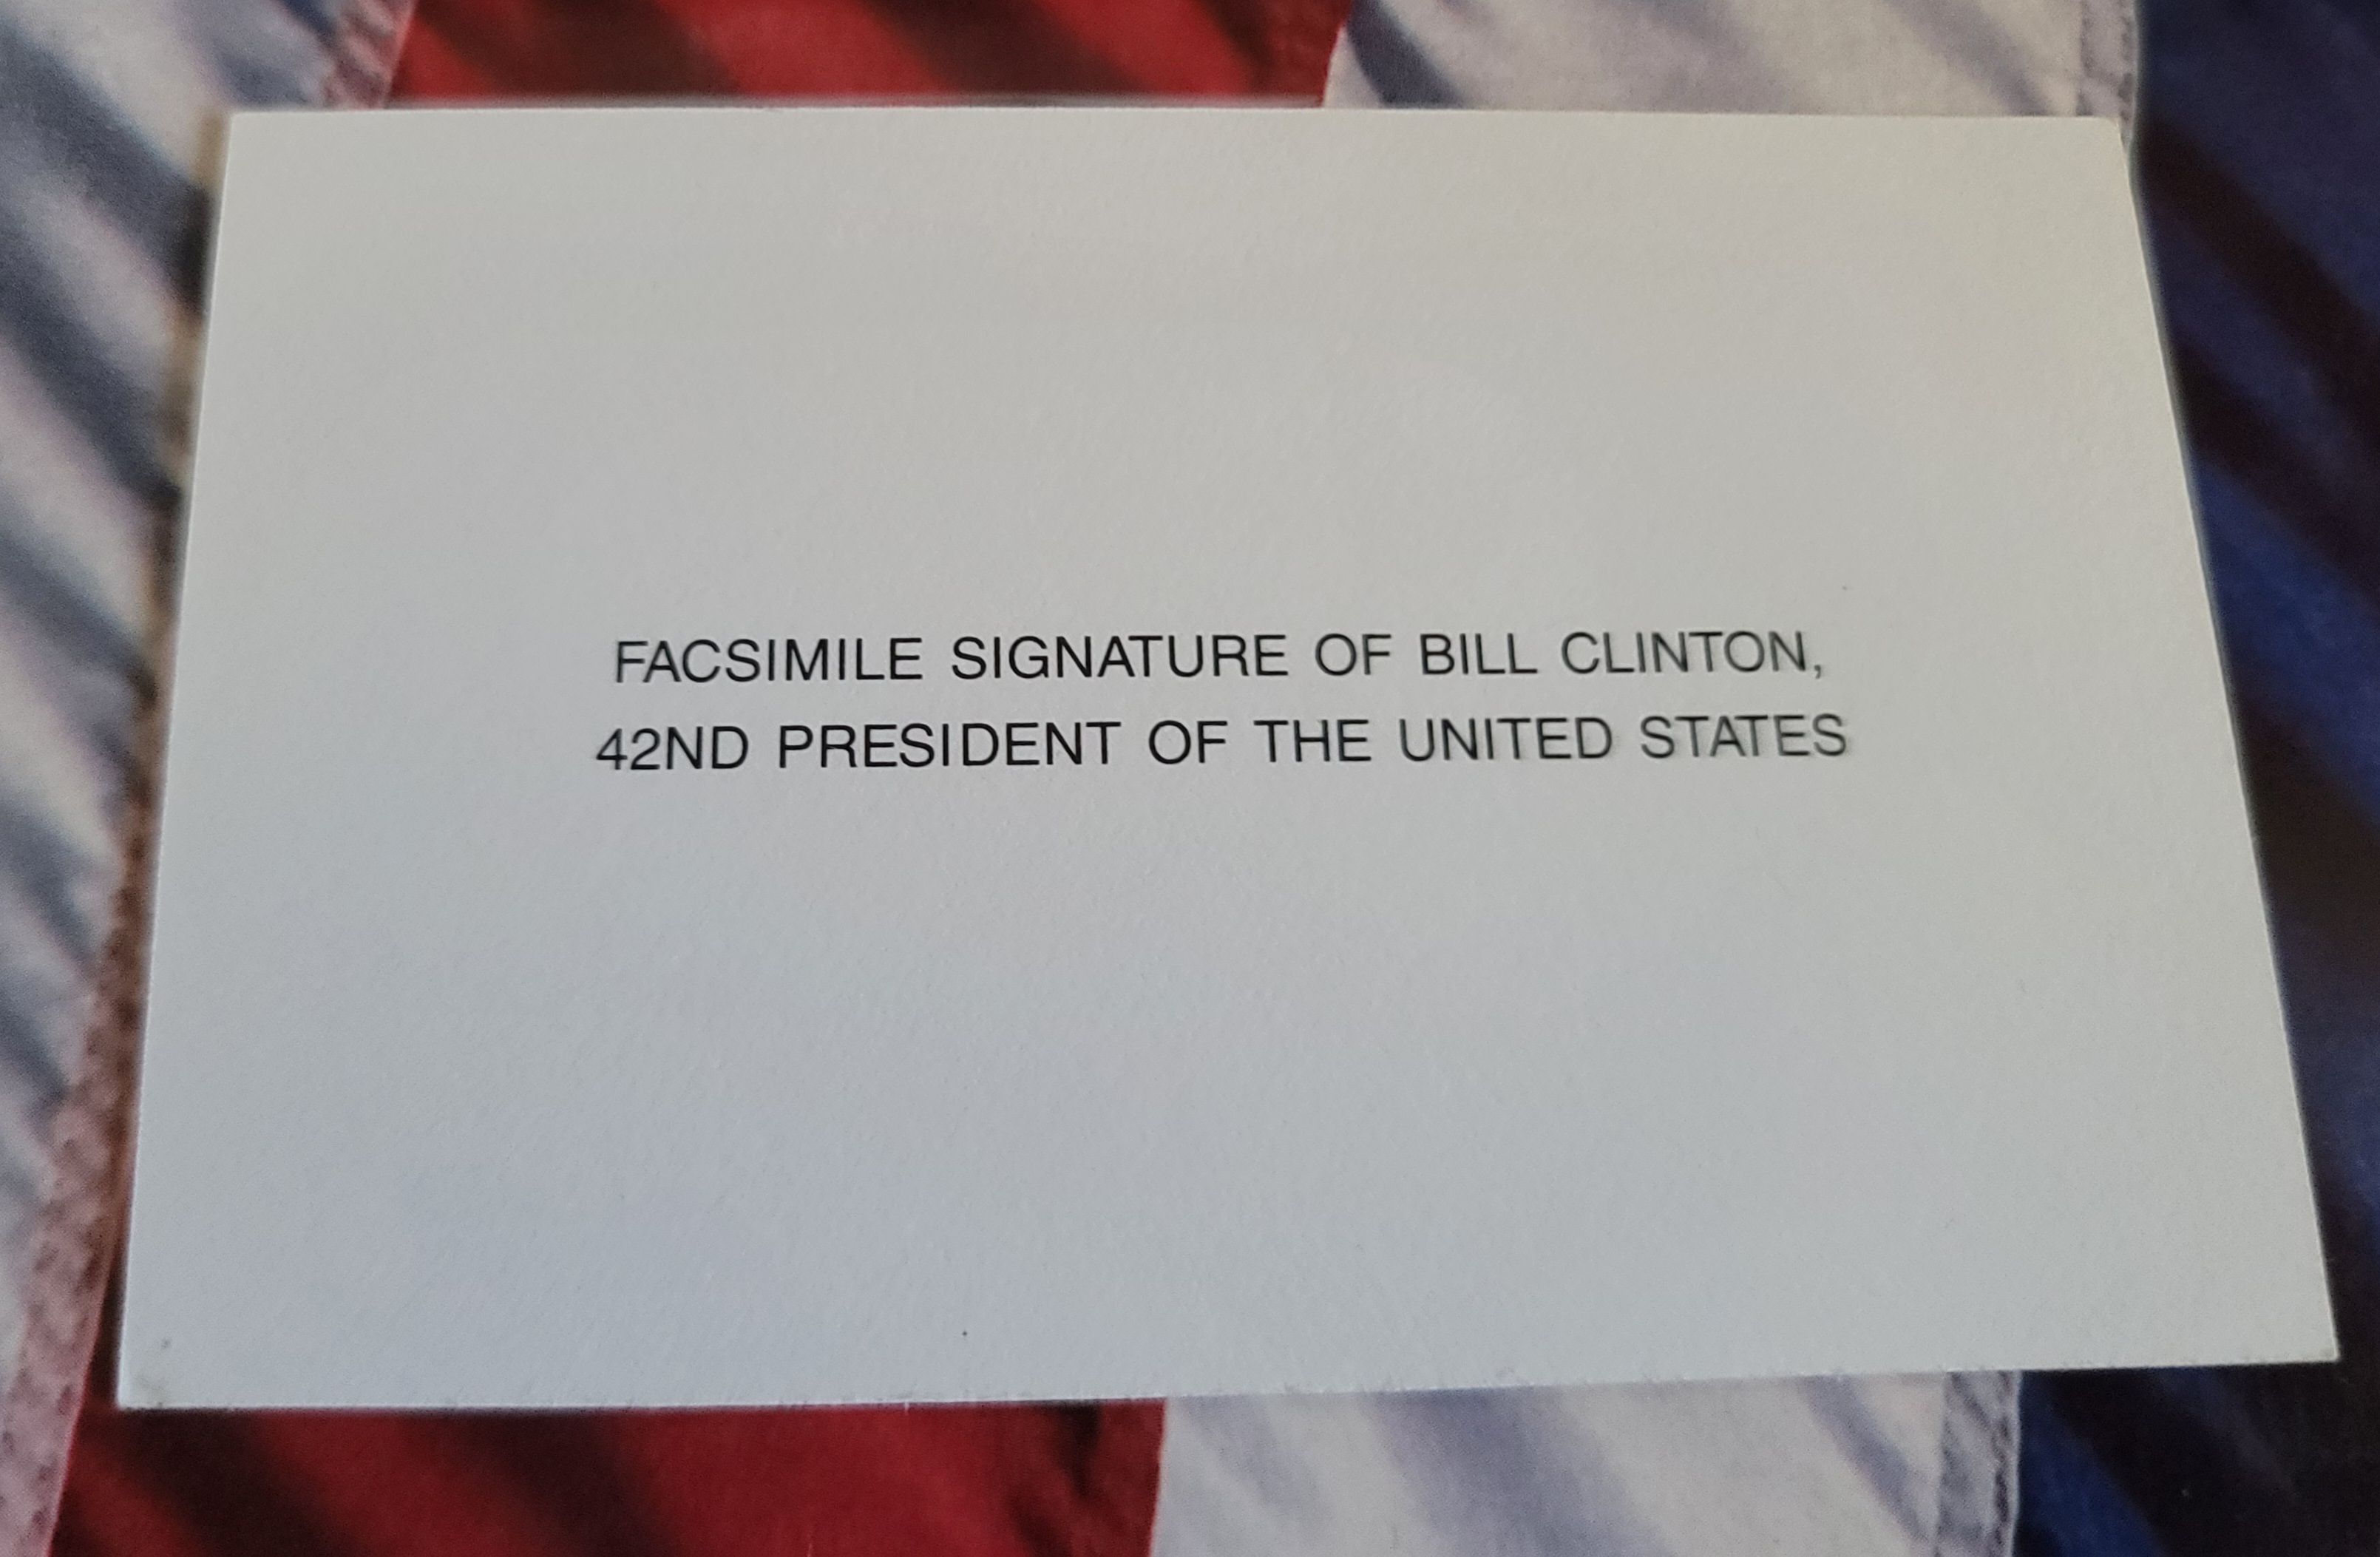 FACSIMILE SIGNATURE OF BILL CLINTON,
42ND PRESIDENT OF THE UNITED STATES